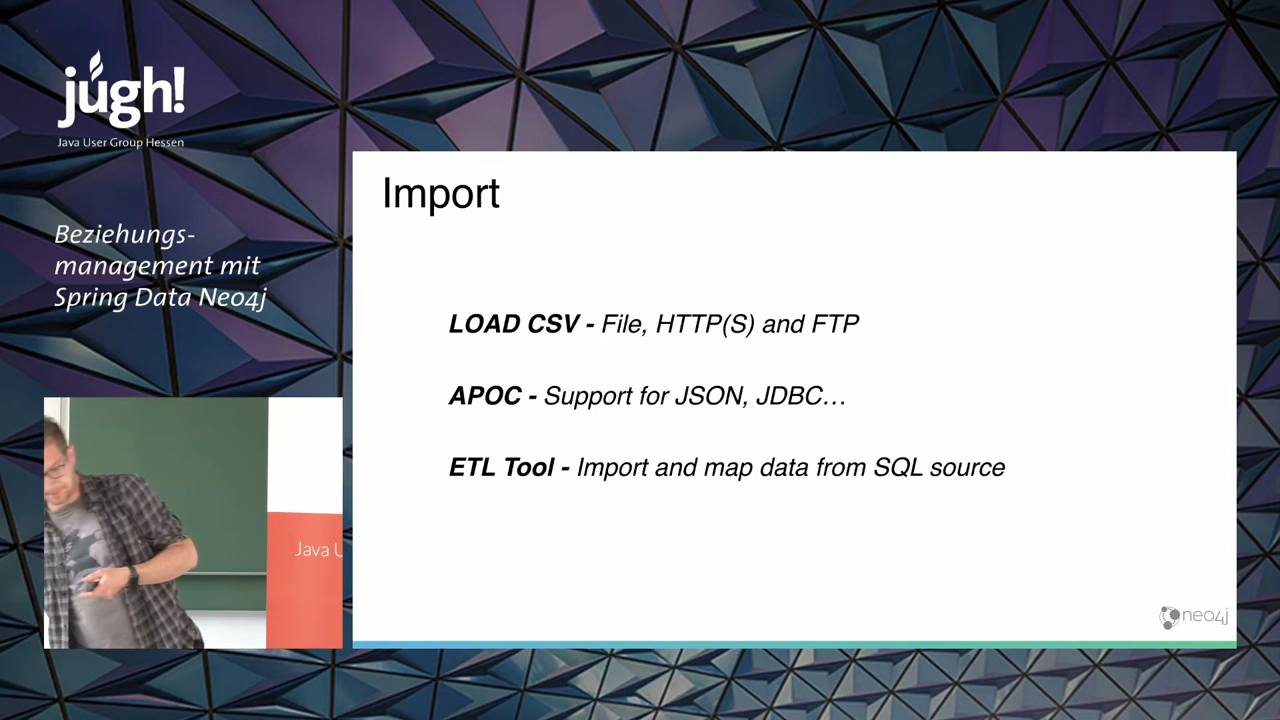 júgh!
Java User Group Hessen
Beziehungs-
management mit
Spring Data Neo4j
Import
LOAD CSV - File, HTTP(S) and FTP
APOC - Support for JSON, JDBC…
ETL Tool - Import and map data from SQL source
Java U
neo4j